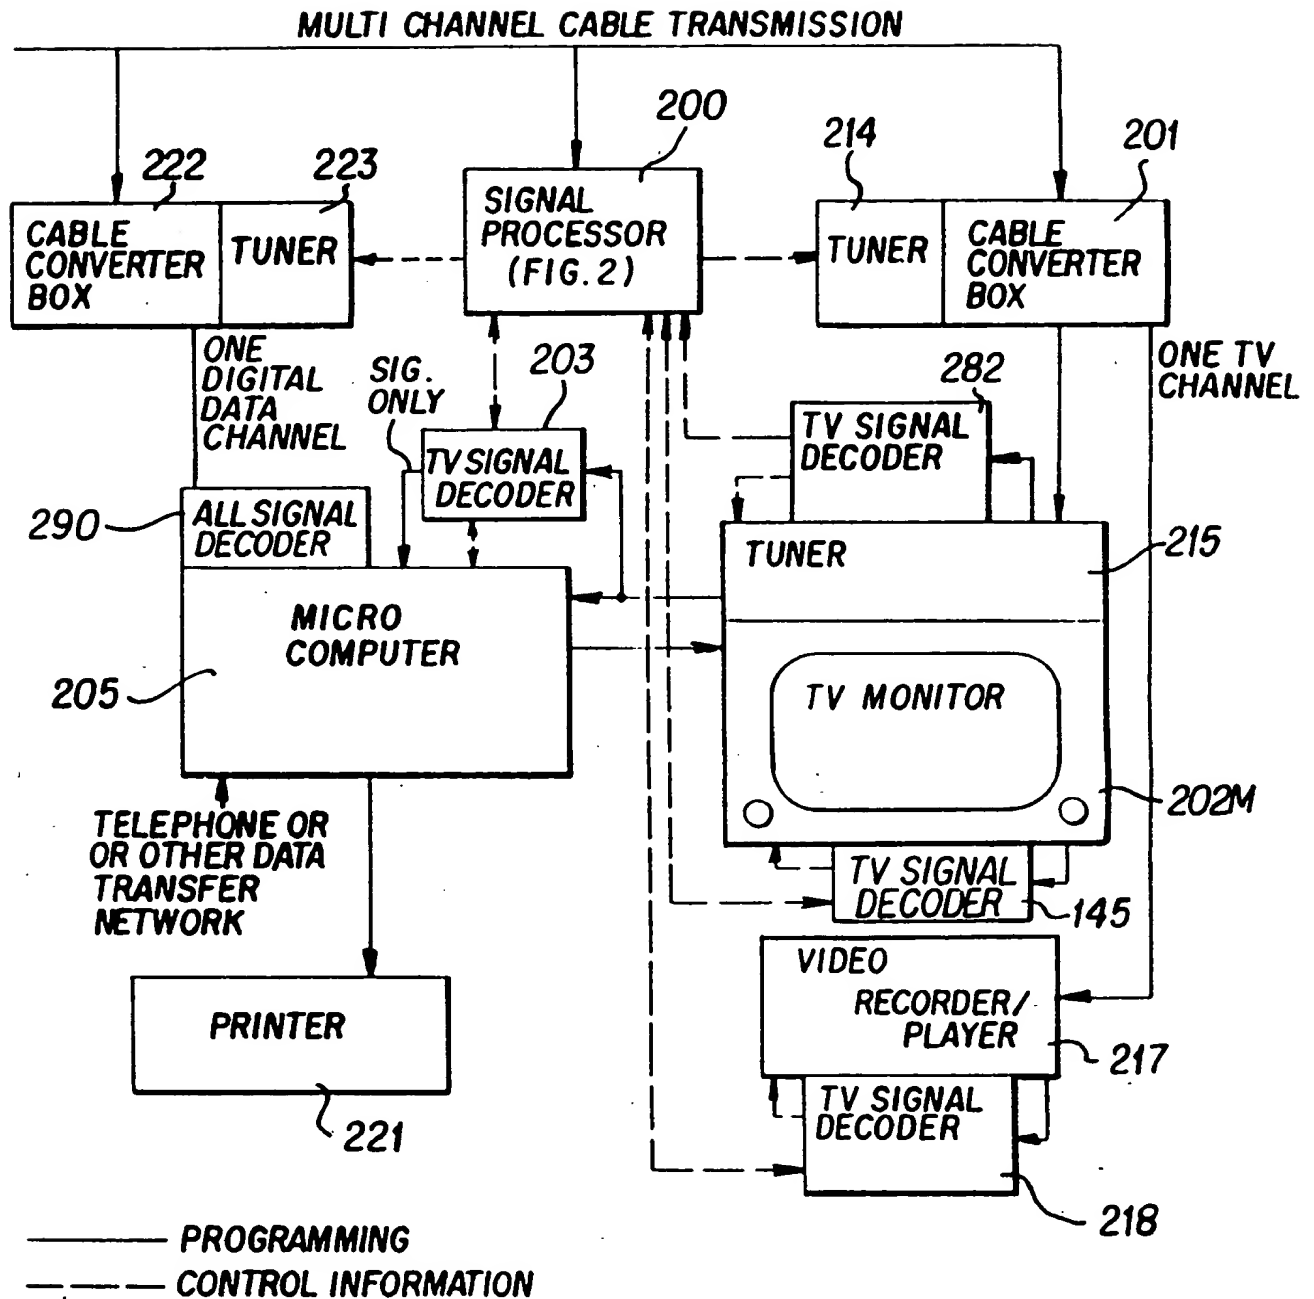 MULTI CHANNEL CABLE TRANSMISSION
200
214
201
222
223
CABLE
CONVERTER
BOX
TUNER
SIGNAL
PROCESSOR
(FIG. 2)
TUNER
CABLE
CONVERTER
BOX
ONE
DIGITAL
DATA
CHANNEL
SIG.
ONLY
203
282
ONE TV
CHANNEL
TV SIGNAL
DECODER
TV SIGNAL
DECODER
290
ALL SIGNAL
DECODER
TUNER
215
MICRO
COMPUTER
205
TV MONITOR
202M
TELEPHONE OR
OR OTHER DATA
TRANSFER
NETWORK
TV SIGNAL
DECODER
145
VIDEO
RECORDER/
PLAYER
217
PRINTER
221
TV SIGNAL
DECODER
218
PROGRAMMING
CONTROL INFORMATION